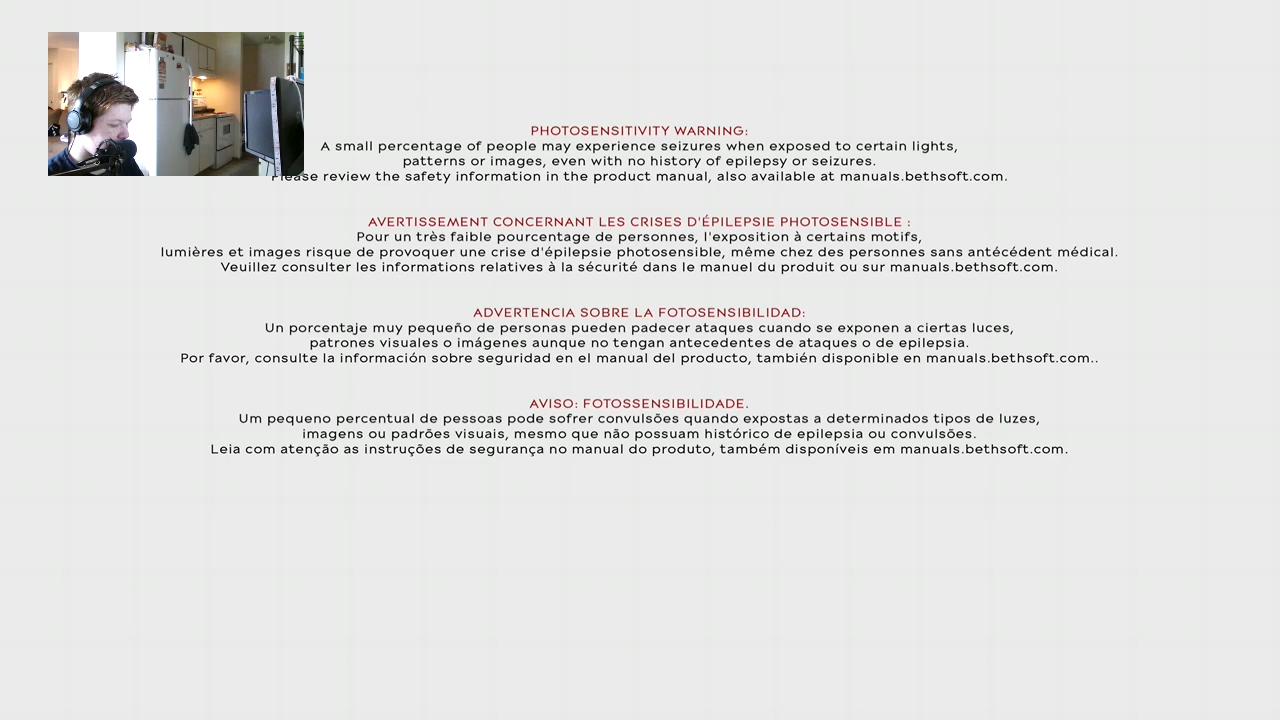 PHOTOSENSITIVITY WARNING:
A small percentage of people may experience seizures when exposed to certain lights,
patterns or images, even with no history of epilepsy or seizures.
Please review the safety information in the product manual, also available at manuals.bethsoft.com.
AVERTISSEMENT CONCERNANT LES CRISES D'ÉPILEPSIE PHOTOSENSIBLE :
Pour un très faible pourcentage de personnes, l'exposition à certains motifs,
lumières et images risque de provoquer une crise d'épilepsie photosensible, même chez des personnes sans antécédent médical.
Veuillez consulter les informations relatives à la sécurité dans le manuel du produit ou sur manuals.bethsoft.com.
ADVERTENCIA SOBRE LA FOTOSENSIBILIDAD:
Un porcentaje muy pequeño de personas pueden padecer ataques cuando se exponen a ciertas luces,
patrones visuales o imágenes aunque no tengan antecedentes de ataques o de epilepsia.
Por favor, consulte la información sobre seguridad en el manual del producto, también disponible en manuals.bethsoft.com..
AVISO: FOTOSSENSIBILIDADE.
Um pequeno percentual de pessoas pode sofrer convulsões quando expostas a determinados tipos de luzes,
imagens ou padrões visuais, mesmo que não possuam histórico de epilepsia ou convulsões.
Leia com atenção as instruções de segurança no manual do produto, também disponíveis em manuals.bethsoft.com.